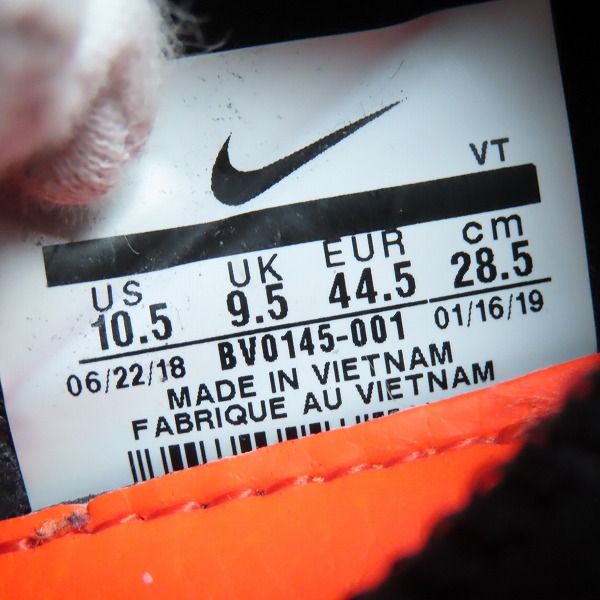 VT
US UK EUR cm
10.5 9.5 44.5 28.5
06/22/18 BV0145-001 01/16/19
MADE IN VIETNAM
FABRIQUE AU VIETNAM